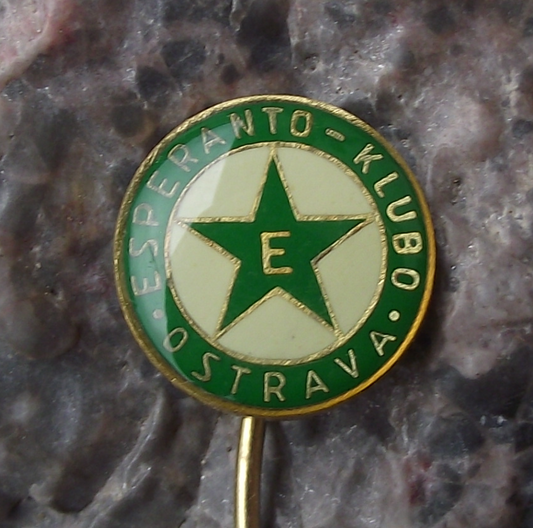 ESPERANTO - KLUBO
• OSTRAVA •
E